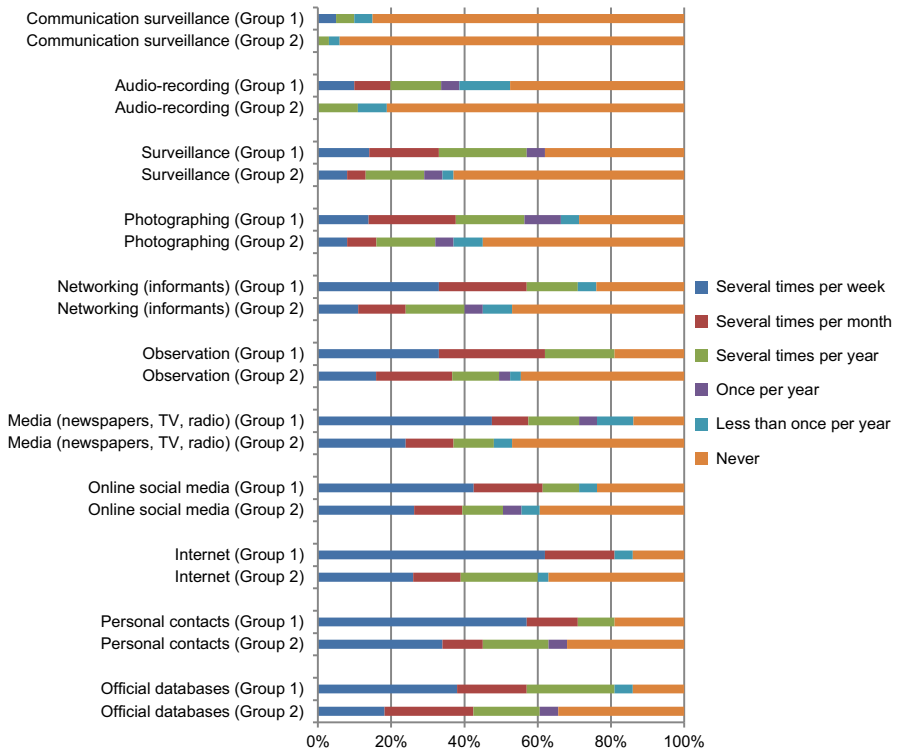 Communication surveillance (Group 1)
Communication surveillance (Group 2)
Audio-recording (Group 1)
Audio-recording (Group 2)
Surveillance (Group 1)
Surveillance (Group 2)
Photographing (Group 1)
Photographing (Group 2)
Networking (informants) (Group 1)
Networking (informants) (Group 2)
Observation (Group 1)
Observation (Group 2)
Media (newspapers, TV, radio) (Group 1)
Media (newspapers, TV, radio) (Group 2)
Online social media (Group 1)
Online social media (Group 2)
Internet (Group 1)
Internet (Group 2)
Personal contacts (Group 1)
Personal contacts (Group 2)
Official databases (Group 1)
Official databases (Group 2)
0% 20% 40% 60% 80% 100%
Several times per week
Several times per month
Several times per year
Once per year
Less than once per year
Never